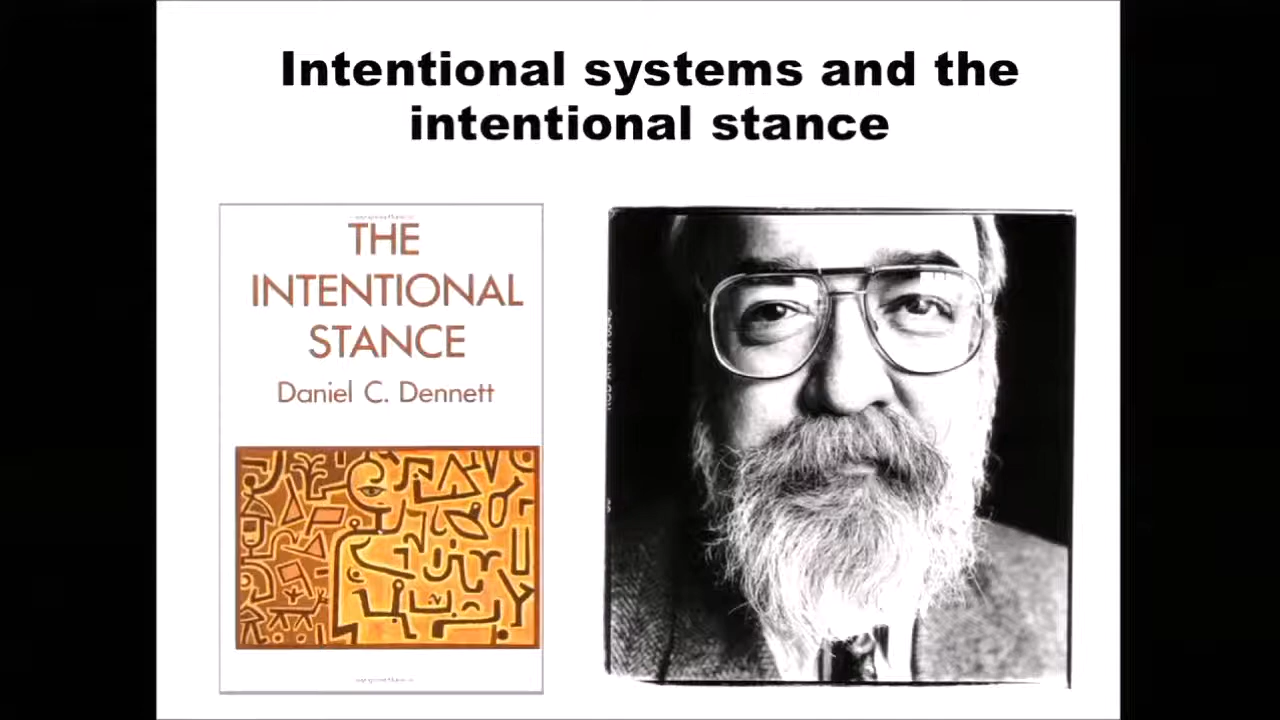 Intentional systems and the
intentional stance
THE
INTENTIONAL
STANCE
Daniel C. Dennett